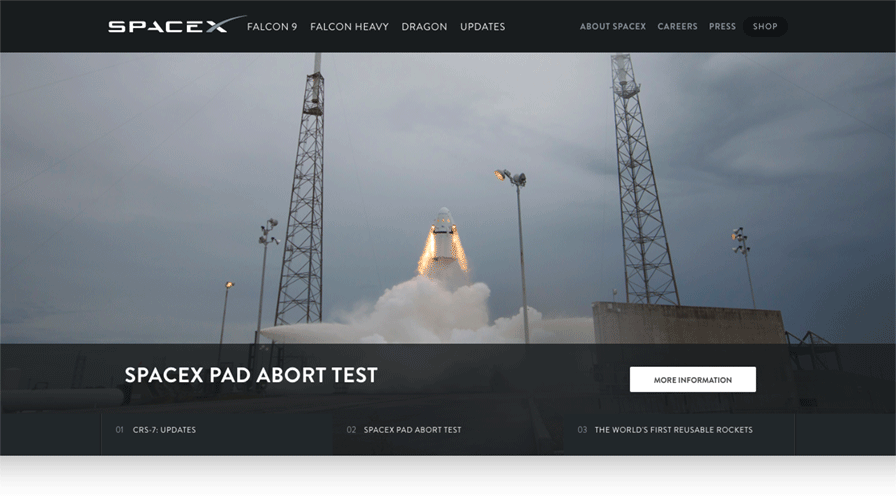 SPACEX FALCON 9 FALCON HEAVY DRAGON UPDATES ABOUT SPACEX CAREERS PRESS SHOP
SPACEX PAD ABORT TEST
MORE INFORMATION
01 CRS-7: UPDATES 02 SPACEX PAD ABORT TEST 03 THE WORLD'S FIRST REUSABLE ROCKETS